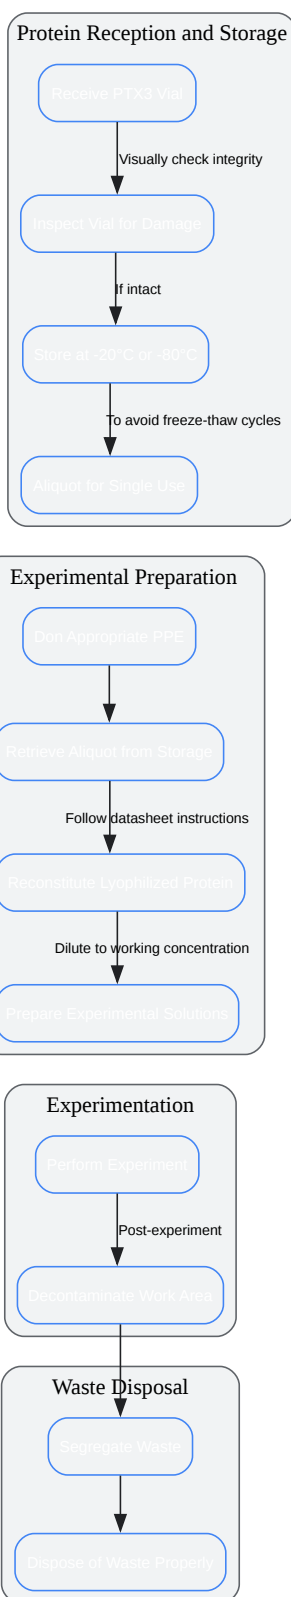 Protein Reception and Storage
Receive PTX3 Vial
Visually check integrity
Inspect Vial for Damage
If intact
Store at -20°C or -80°C
To avoid freeze-thaw cycles
Aliquot for Single Use
Experimental Preparation
Don Appropriate PPE
Retrieve Aliquot from Storage
Follow datasheet instructions
Reconstitute Lyophilized Protein
Dilute to working concentration
Prepare Experimental Solutions
Experimentation
Perform Experiment
Post-experiment
Decontaminate Work Area
Waste Disposal
Segregate Waste
Dispose of Waste Properly